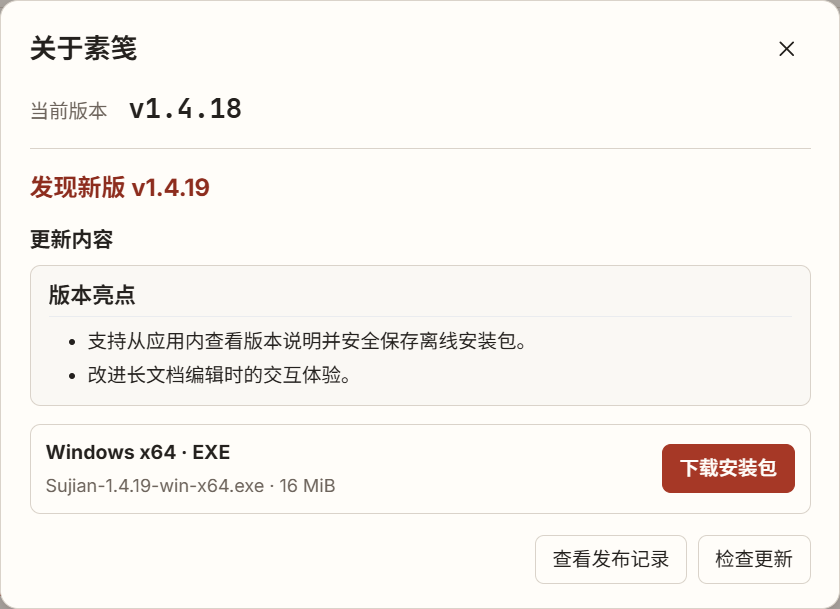 关于素笺
当前版本 v1.4.18
发现新版 v1.4.19
更新内容
版本亮点
• 支持从应用内查看版本说明并安全保存离线安装包。
• 改进长文档编辑时的交互体验。
Windows x64 · EXE
Sujian-1.4.19-win-x64.exe · 16 MiB
下载安装包
查看发布记录
检查更新